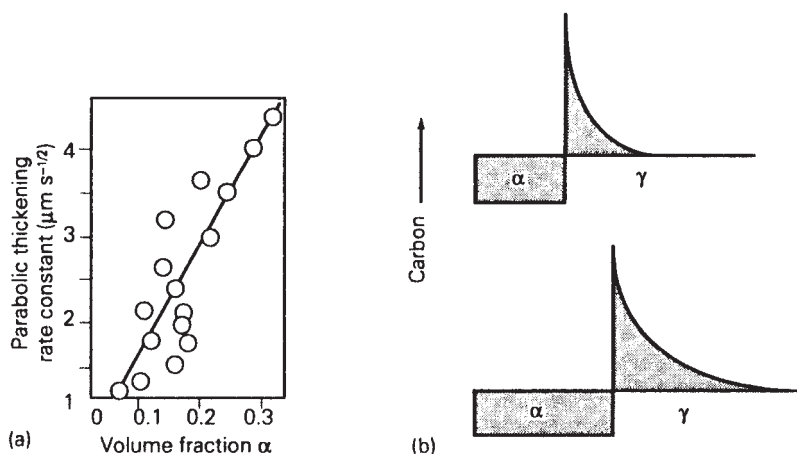 Parabolic thickening
rate constant (μm s−1/2)
4
3
2
1
0
0.1
0.2
0.3
(a)
Volume fraction α
Carbon
α
γ
α
γ
(b)